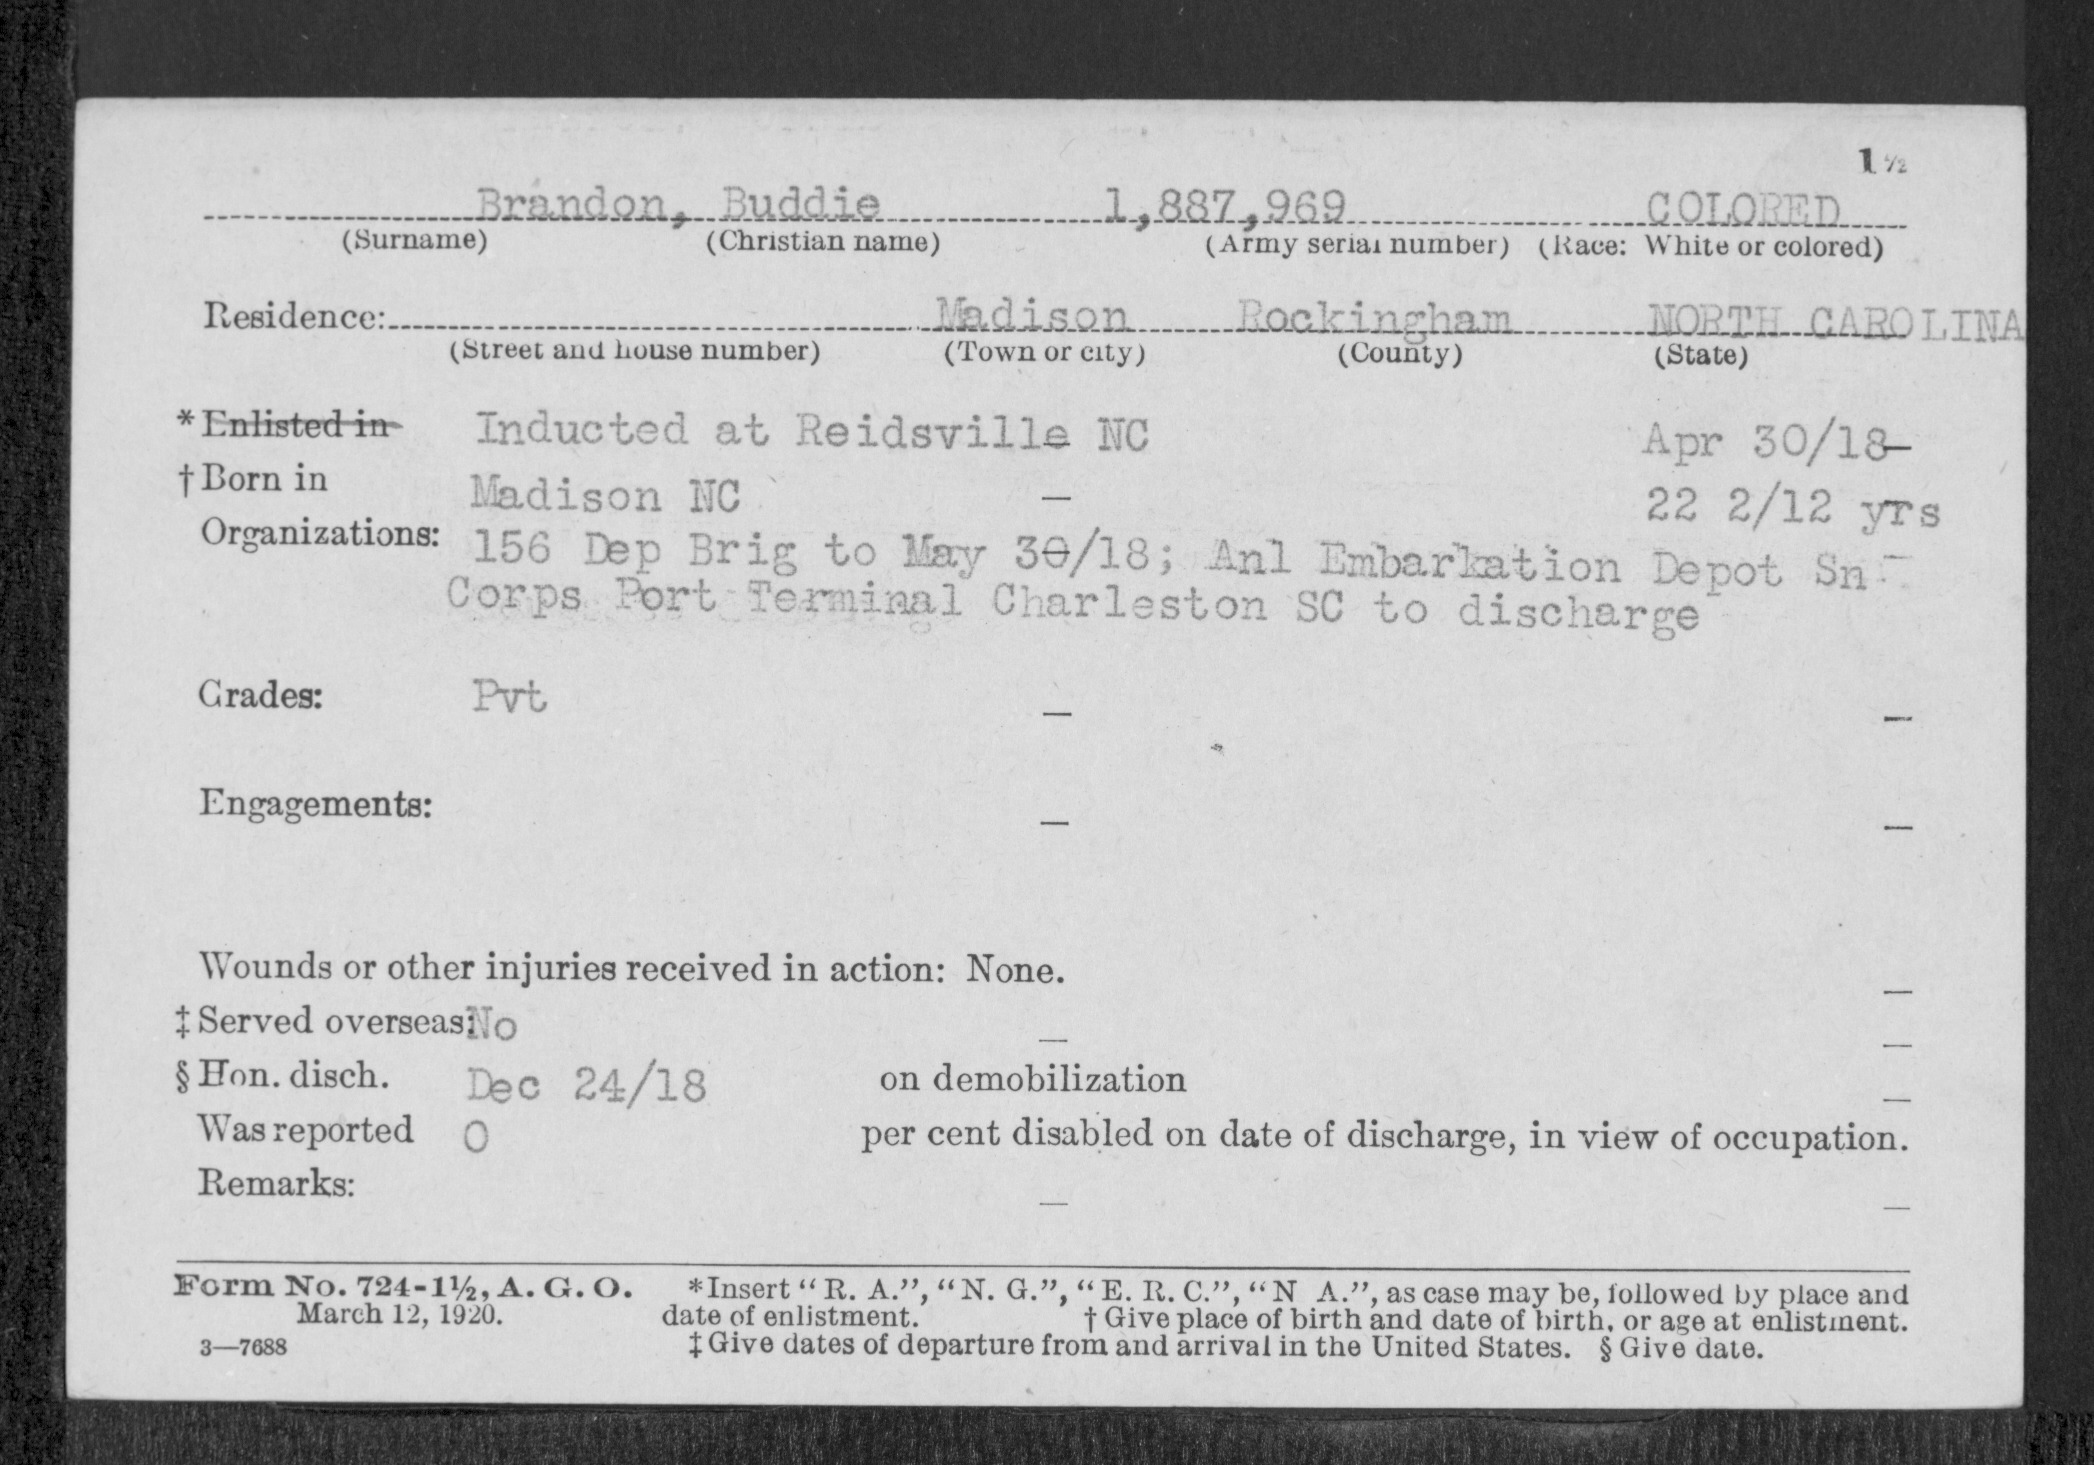 1 1/2
Brandon, Buddie 1,887,969 COLORED
(Surname) (Christian name) (Army serial number) (Race: White or colored)
Residence: Madison Rockingham NORTH CAROLINA
(Street and house number) (Town or city) (County) (State)
* Enlisted in Inducted at Reidsville NC Apr 30/18
† Born in Madison NC 22 2/12 yrs
Organizations: 156 Dep Brig to May 30/18; Anl Embarkation Depot Sn
Corps Port Terminal Charleston SC to discharge
Grades: Pvt
Engagements:
Wounds or other injuries received in action: None.
‡ Served overseas: No
§ Hon. disch. Dec 24/18 on demobilization
Was reported 0 per cent disabled on date of discharge, in view of occupation.
Remarks:
Form No. 724-1½, A. G. O. *Insert “R. A.”, “N. G.”, “E. R. C.”, “N A.”, as case may be, followed by place and
March 12, 1920. date of enlistment. † Give place of birth and date of birth, or age at enlistment.
3—7688 ‡ Give dates of departure from and arrival in the United States. § Give date.